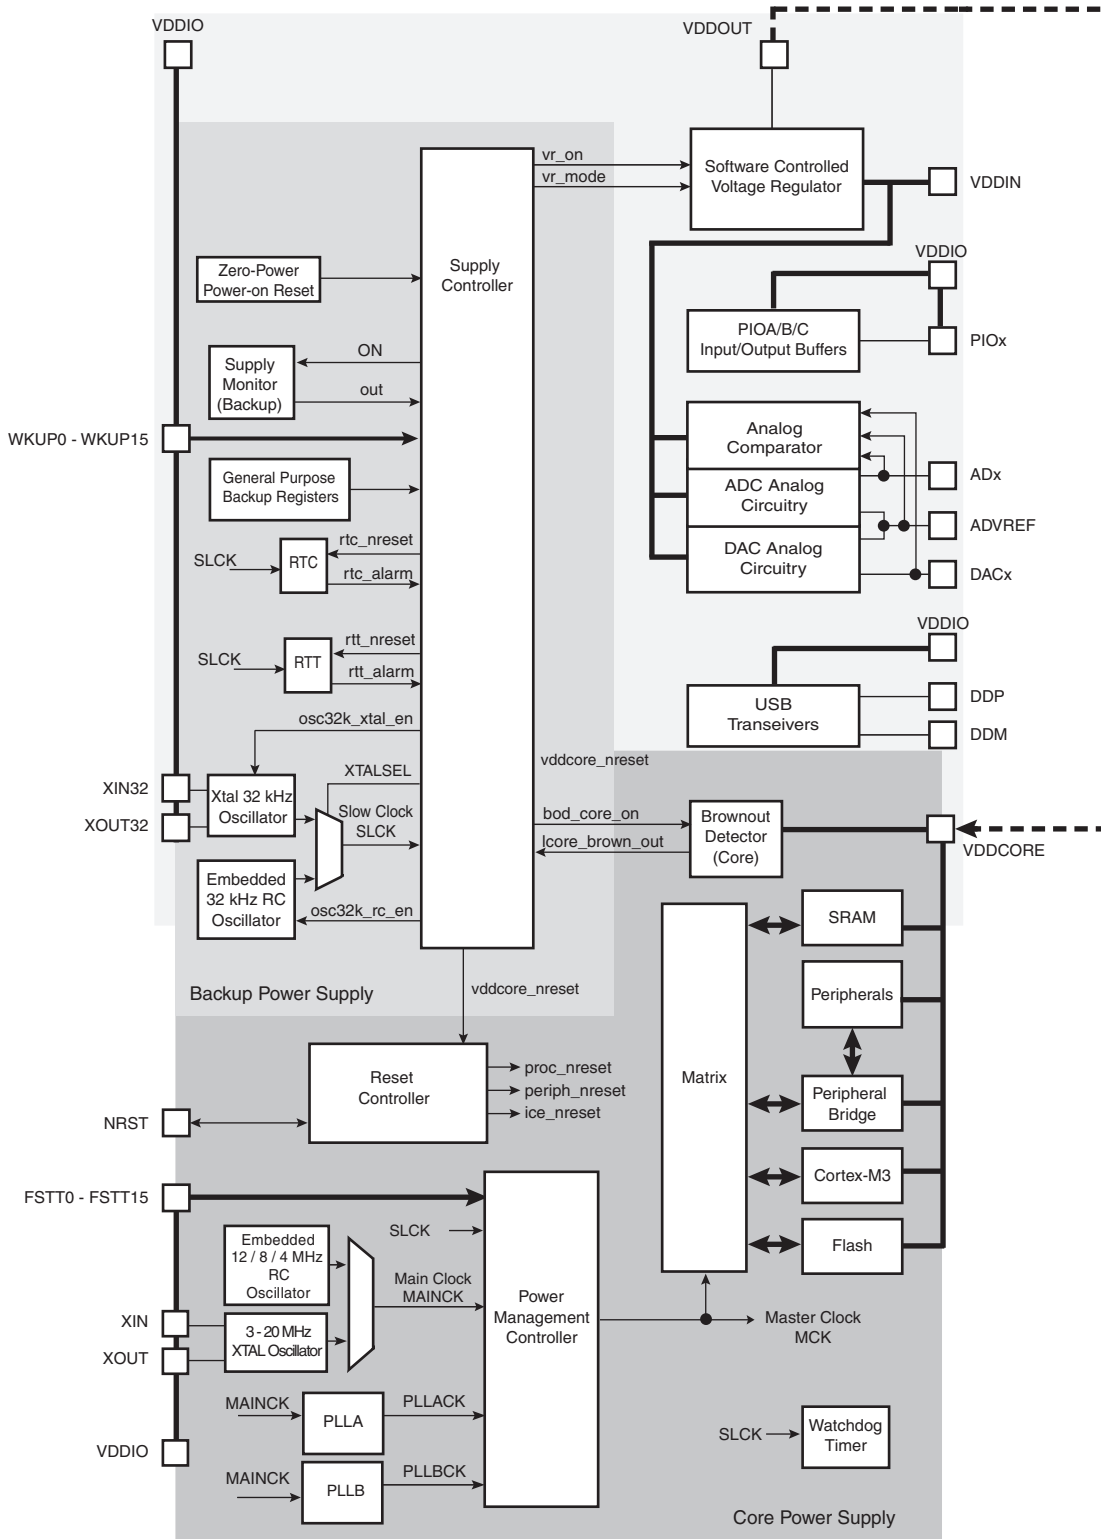 VDDIO
VDDOUT
vr_on
vr_mode
Software Controlled
Voltage Regulator
VDDIN
Supply
Controller
Zero-Power
Power-on Reset
VDDIO
PIOA/B/C
Input/Output Buffers
PIOx
ON
Supply
Monitor
(Backup)
out
WKUP0 - WKUP15
Analog
Comparator
ADC Analog
Circuitry
DAC Analog
Circuitry
ADx
ADVREF
DACx
General Purpose
Backup Registers
rtc_nreset
SLCK
RTC
rtc_alarm
VDDIO
rtt_nreset
SLCK
RTT
rtt_alarm
USB
Transeivers
DDP
DDM
osc32k_xtal_en
vddcore_nreset
XTALSEL
XIN32
Xtal 32 kHz
Oscillator
XOUT32
Slow Clock
SLCK
bod_core_on
lcore_brown_out
Brownout
Detector
(Core)
VDDCORE
Embedded
32 kHz RC
Oscillator
osc32k_rc_en
SRAM
Backup Power Supply
vddcore_nreset
Peripherals
Reset
Controller
proc_nreset
periph_nreset
ice_nreset
Matrix
Peripheral
Bridge
NRST
Cortex-M3
FSTT0 - FSTT15
SLCK
Embedded
12 / 8 / 4 MHz
RC
Oscillator
Flash
Main Clock
MAINCK
Power
Management
Controller
XIN
3 - 20 MHz
XTAL Oscillator
XOUT
Master Clock
MCK
MAINCK
PLLA
PLLACK
SLCK
Watchdog
Timer
VDDIO
MAINCK
PLLB
PLLBCK
Core Power Supply